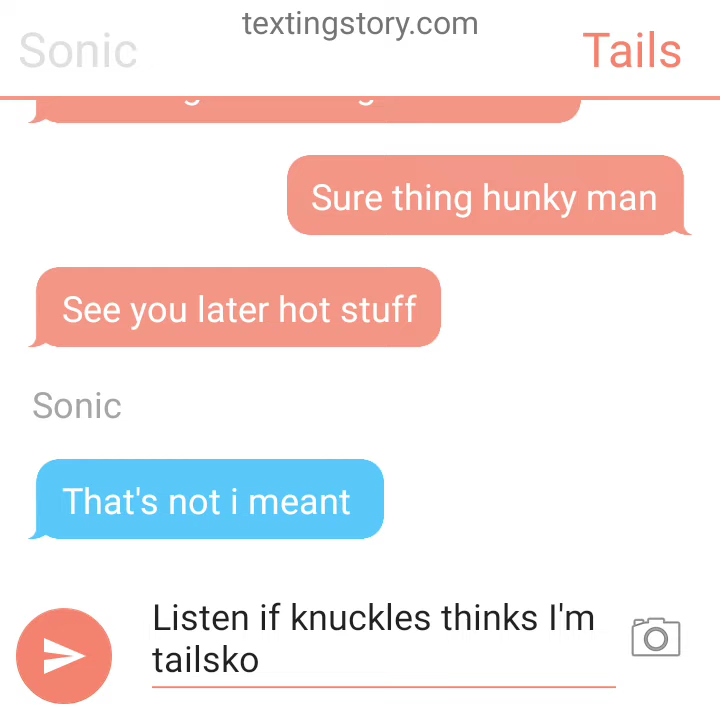 textingstory.com
Sonic
Tails
Sure thing hunky man
See you later hot stuff
Sonic
That's not i meant
Listen if knuckles thinks I'm
tailsko